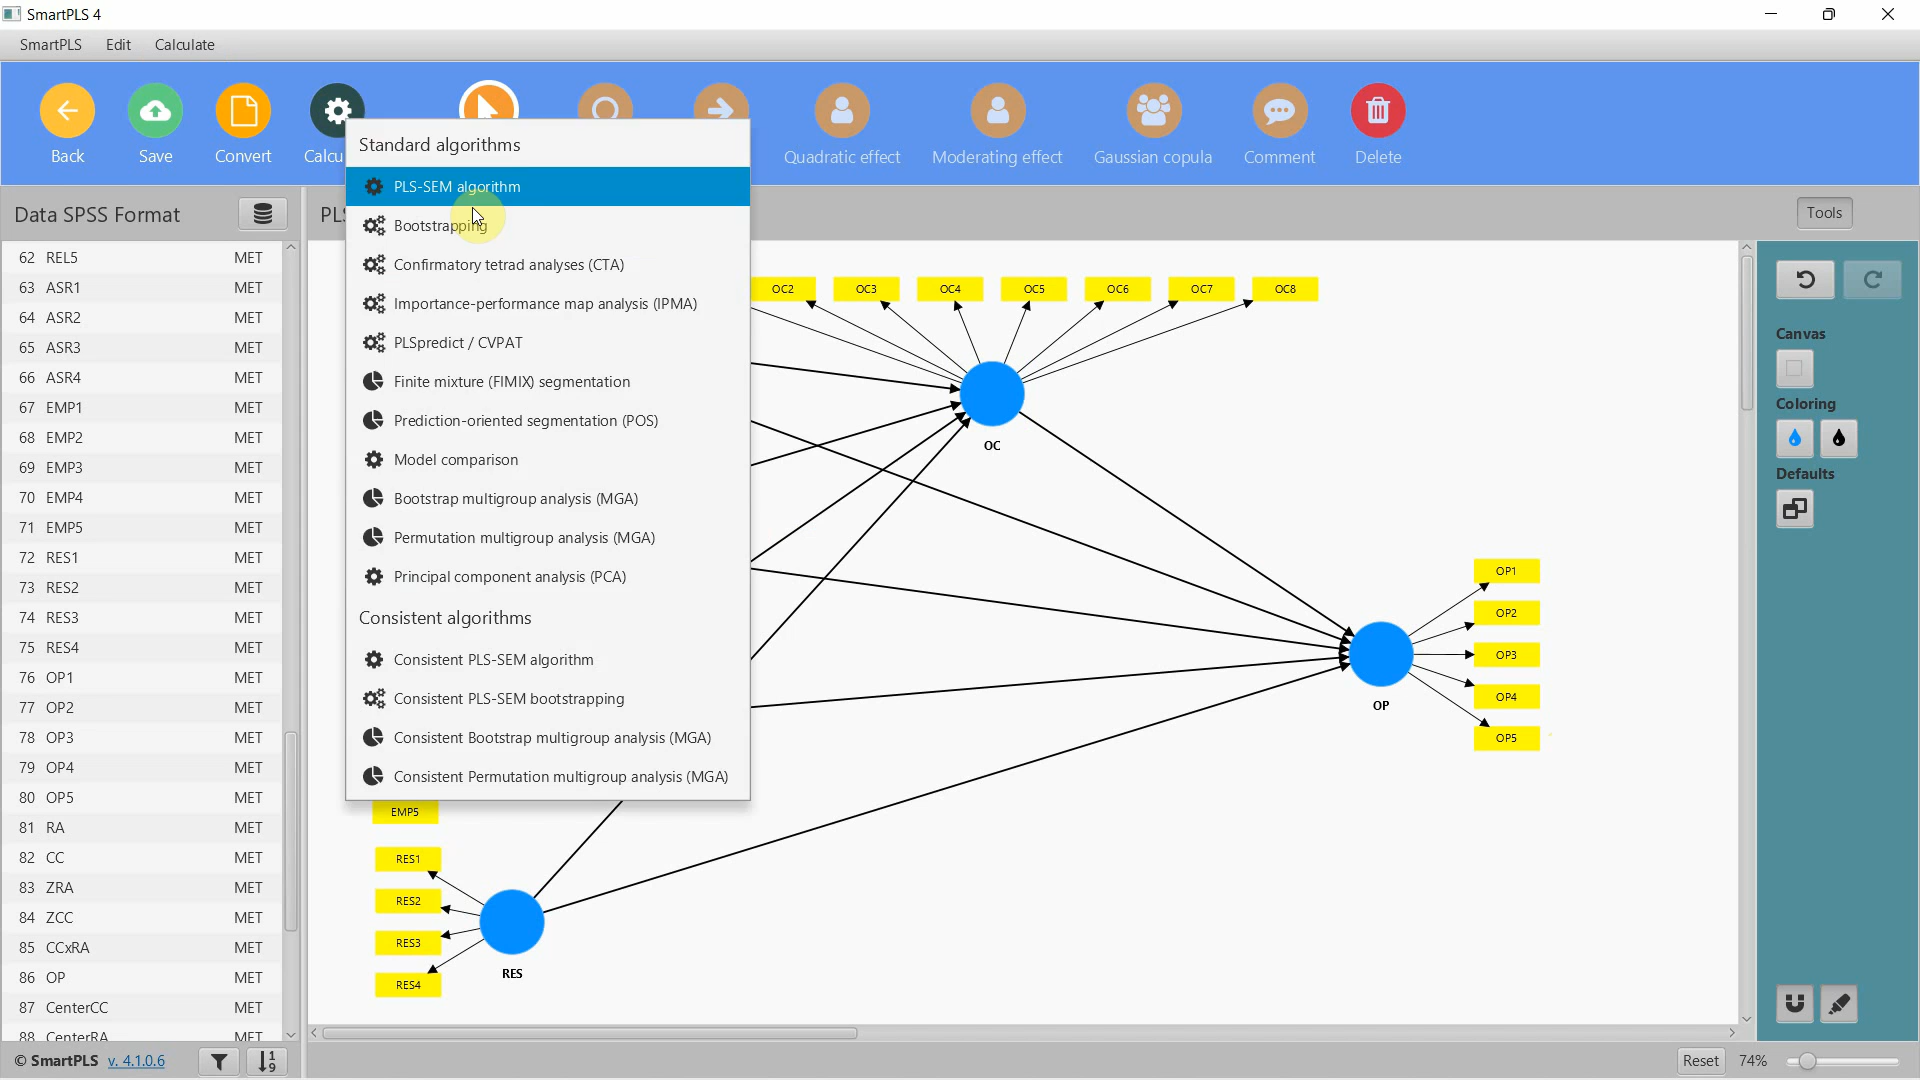 SmartPLS 4
SmartPLS Edit Calculate
Back
Save
Convert
Calcu
Quadratic effect
Moderating effect
Gaussian copula
Comment
Delete
Standard algorithms
PLS-SEM algorithm
Bootstrapping
Confirmatory tetrad analyses (CTA)
Importance-performance map analysis (IPMA)
PLSpredict / CVPAT
Finite mixture (FIMIX) segmentation
Prediction-oriented segmentation (POS)
Model comparison
Bootstrap multigroup analysis (MGA)
Permutation multigroup analysis (MGA)
Principal component analysis (PCA)
Consistent algorithms
Consistent PLS-SEM algorithm
Consistent PLS-SEM bootstrapping
Consistent Bootstrap multigroup analysis (MGA)
Consistent Permutation multigroup analysis (MGA)
Data SPSS Format
62 REL5 MET
63 ASR1 MET
64 ASR2 MET
65 ASR3 MET
66 ASR4 MET
67 EMP1 MET
68 EMP2 MET
69 EMP3 MET
70 EMP4 MET
71 EMP5 MET
72 RES1 MET
73 RES2 MET
74 RES3 MET
75 RES4 MET
76 OP1 MET
77 OP2 MET
78 OP3 MET
79 OP4 MET
80 OP5 MET
81 RA MET
82 CC MET
83 ZRA MET
84 ZCC MET
85 CCxRA MET
86 OP MET
87 CenterCC MET
88 CenterRA MET
PLS
Tools
OC2 OC3 OC4 OC5 OC6 OC7 OC8
OC
OP1
OP2
OP3
OP4
OP5
OP
EMP5
RES1
RES2
RES3
RES4
RES
Canvas
Coloring
Defaults
© SmartPLS v. 4.1.0.6
1
9
Reset 74%